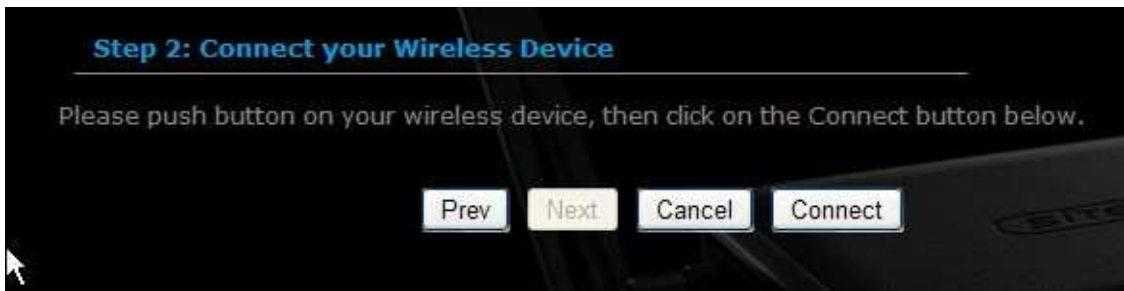 Step 2: Connect your Wireless Device
Please push button on your wireless device, then click on the Connect button below.
Prev Next Cancel Connect